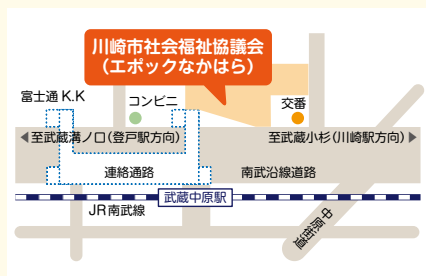 川崎市社会福祉協議会
（エポックなかはら）
富士通K.K
コンビニ
交番
◀至武蔵溝ノ口（登戸駅方向）
至武蔵小杉（川崎駅方向）▶
連絡通路
南武沿線道路
武蔵中原駅
JR南武線
中原街道